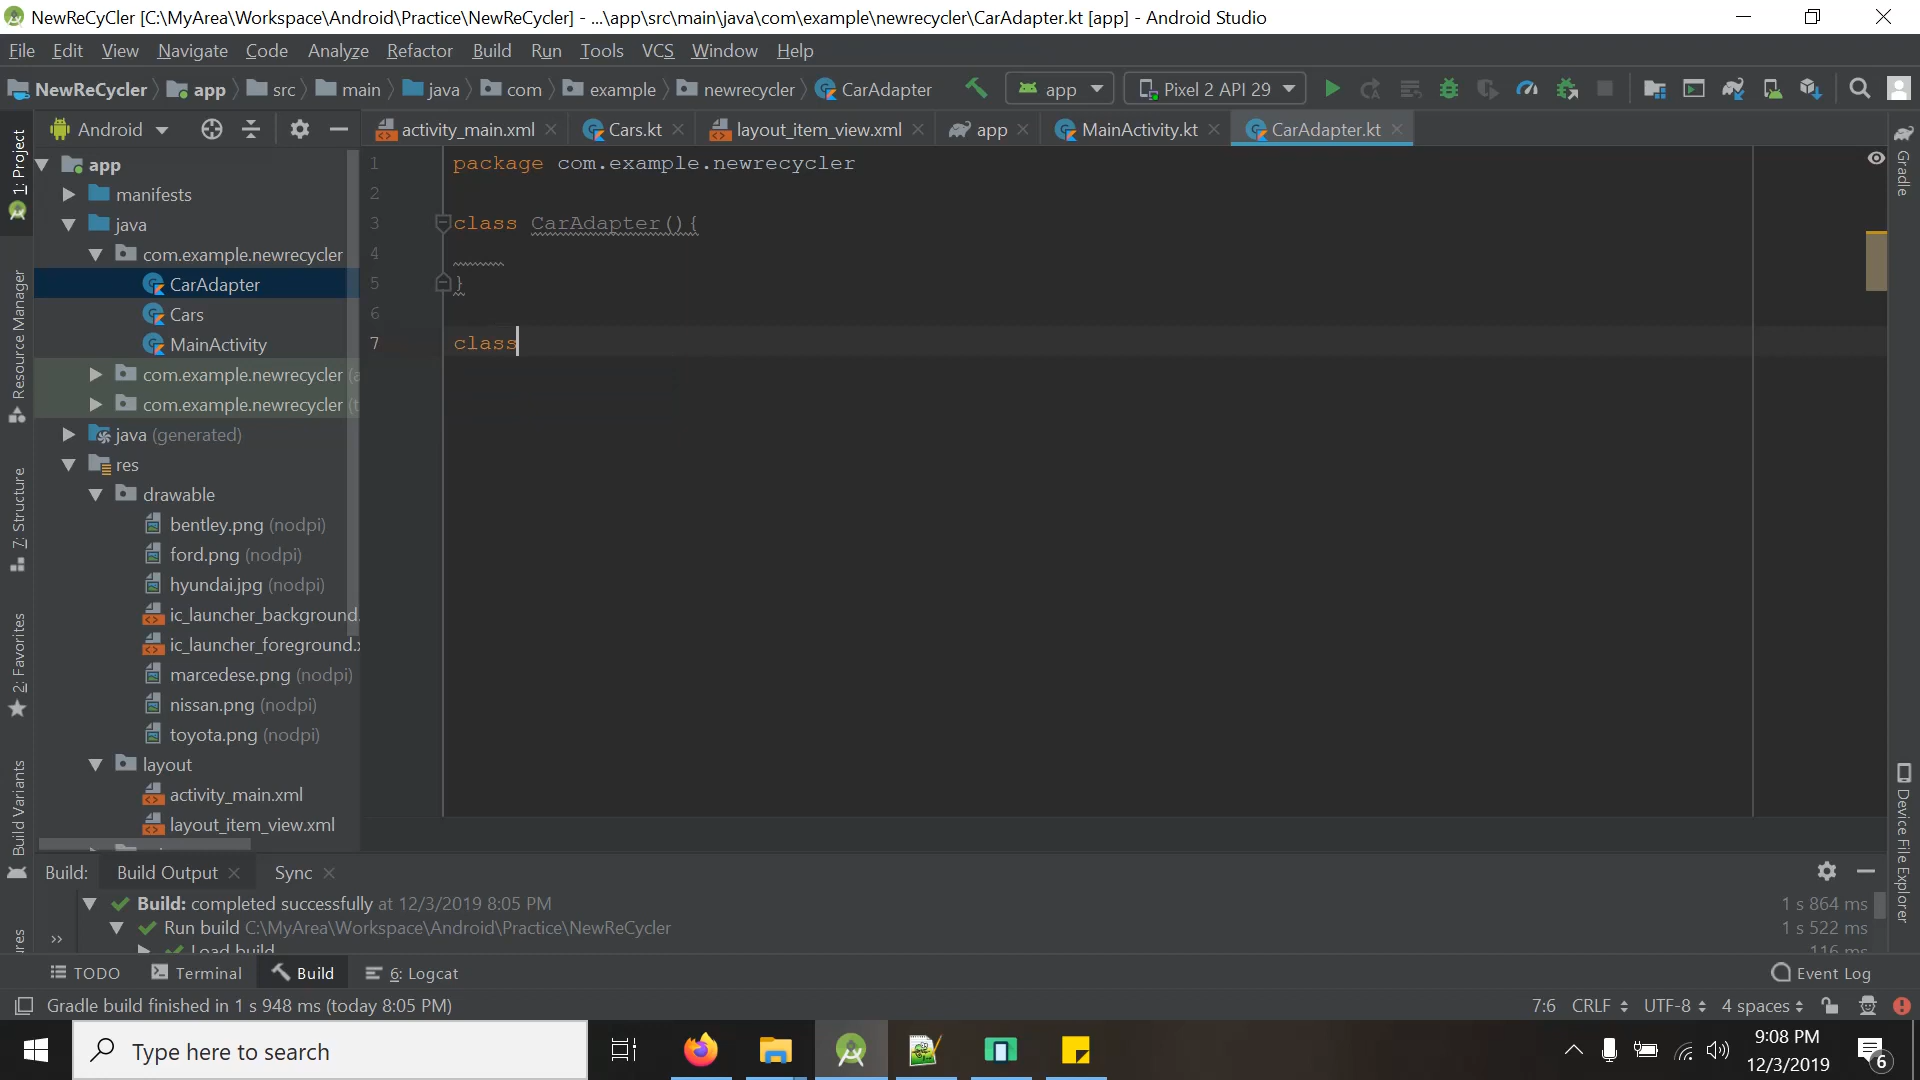 NewReCyCler [C:\MyArea\Workspace\Android\Practice\NewReCycler] - ...\app\src\main\java\com\example\newrecycler\CarAdapter.kt [app] - Android Studio
File Edit View Navigate Code Analyze Refactor Build Run Tools VCS Window Help
NewReCyCler app src main java com example newrecycler CarAdapter app Pixel 2 API 29
Android activity_main.xml Cars.kt layout_item_view.xml app MainActivity.kt CarAdapter.kt
1: Project
Resource Manager
7: Structure
2: Favorites
Build Variants
app
manifests
java
com.example.newrecycler
CarAdapter
Cars
MainActivity
com.example.newrecycler (a
com.example.newrecycler (t
java (generated)
res
drawable
bentley.png (nodpi)
ford.png (nodpi)
hyundai.jpg (nodpi)
ic_launcher_background.
ic_launcher_foreground.x
marcedese.png (nodpi)
nissan.png (nodpi)
toyota.png (nodpi)
layout
activity_main.xml
layout_item_view.xml
1 package com.example.newrecycler
2
3 class CarAdapter(){
4
5 }
6
7 class
Gradle
Device File Explorer
Build: Build Output Sync
Build: completed successfully at 12/3/2019 8:05 PM 1 s 864 ms
Run build C:\MyArea\Workspace\Android\Practice\NewReCycler 1 s 522 ms
Load build 116 ms
TODO Terminal Build 6: Logcat Event Log
Gradle build finished in 1 s 948 ms (today 8:05 PM) 7:6 CRLF UTF-8 4 spaces
Type here to search
9:08 PM
12/3/2019
6